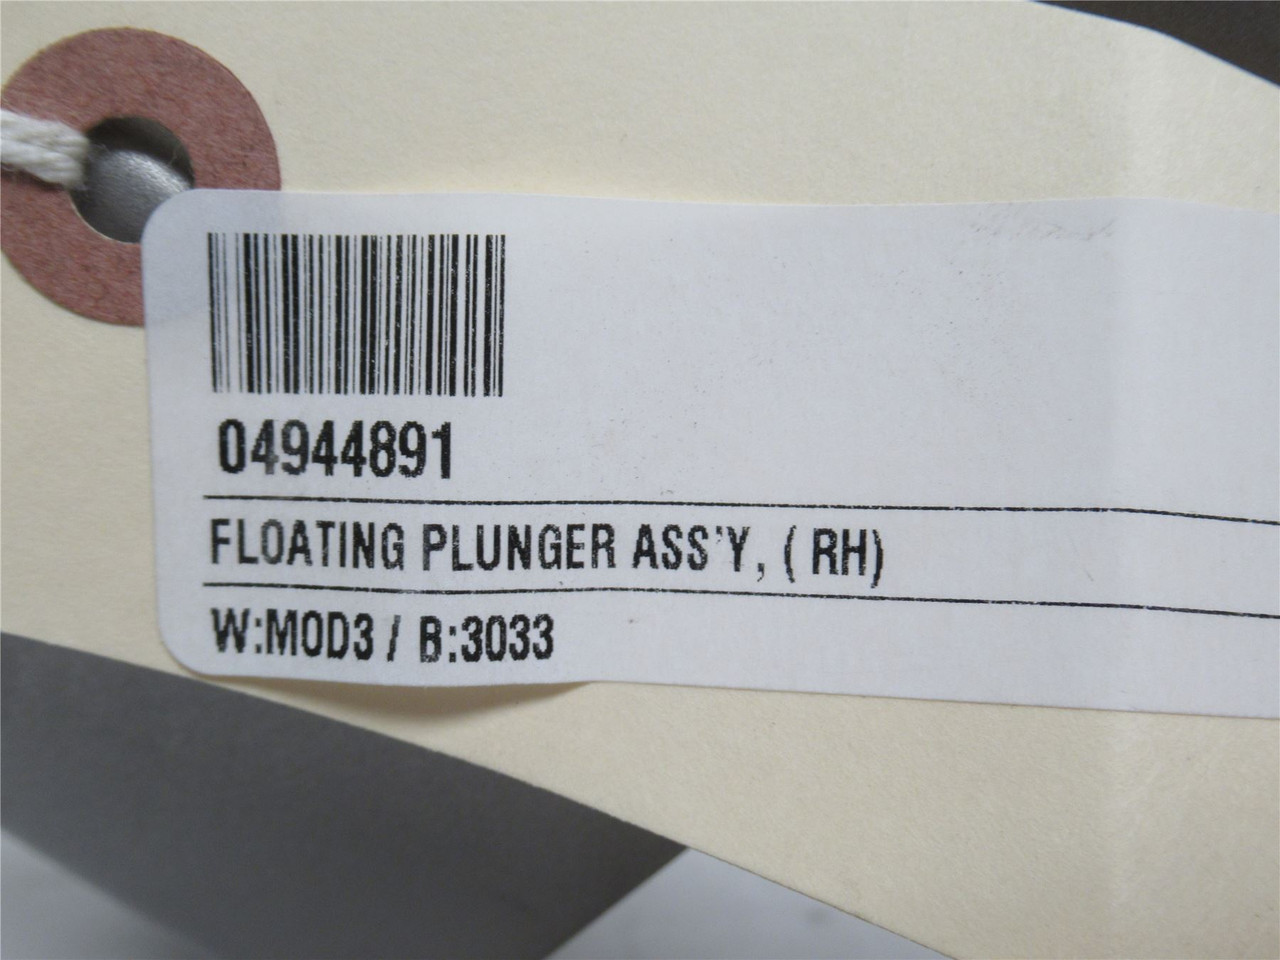 04944891
FLOATING PLUNGER ASS'Y, ( RH)
W:MOD3 / B:3033